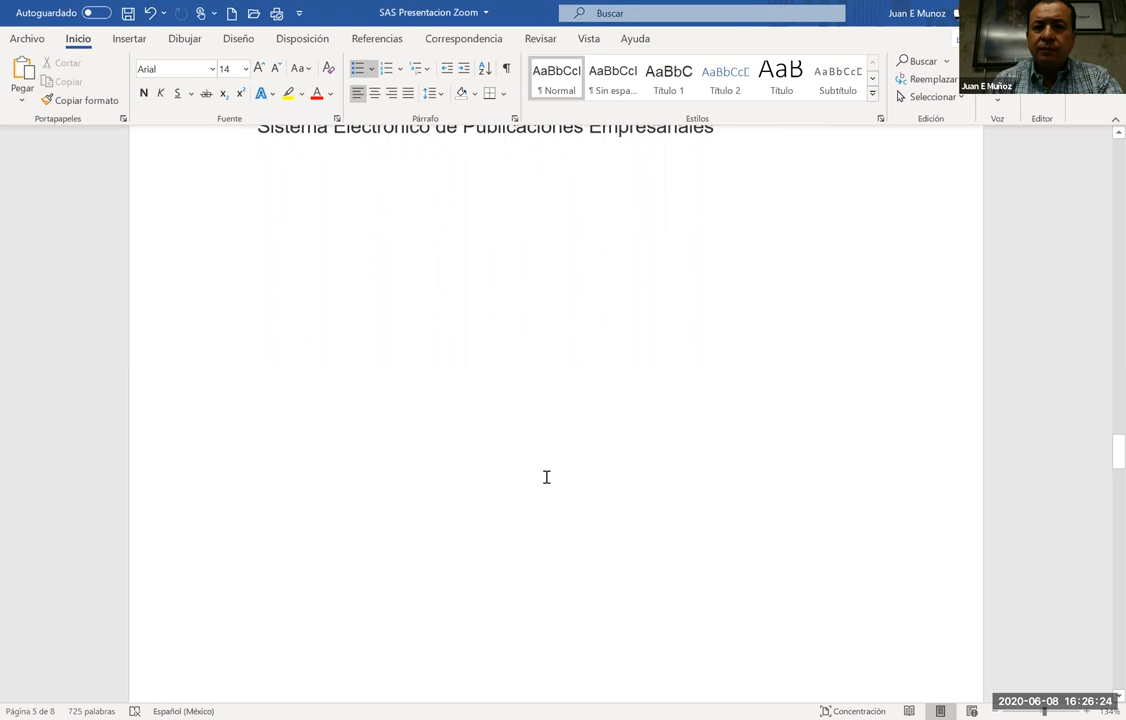 Autoguardado
SAS Presentacion Zoom
Buscar
Juan E Munoz
Archivo Inicio Insertar Dibujar Diseño Disposición Referencias Correspondencia Revisar Vista Ayuda
Pegar
Cortar
Copiar
Copiar formato
Portapapeles
Arial 14
Fuente
Párrafo
AaBbCcI AaBbCcI AaBbC AaBbCcE AaB AaBbCcD
¶ Normal ¶ Sin espa... Título 1 Título 2 Título Subtítulo
Estilos
Buscar
Reemplazar
Seleccionar
Edición
Voz
Editor
Juan E Muñoz
Sistema Electrónico de Publicaciones Empresariales
2020-06-08 16:26:24
Página 5 de 8 725 palabras Español (México) Concentración 134%